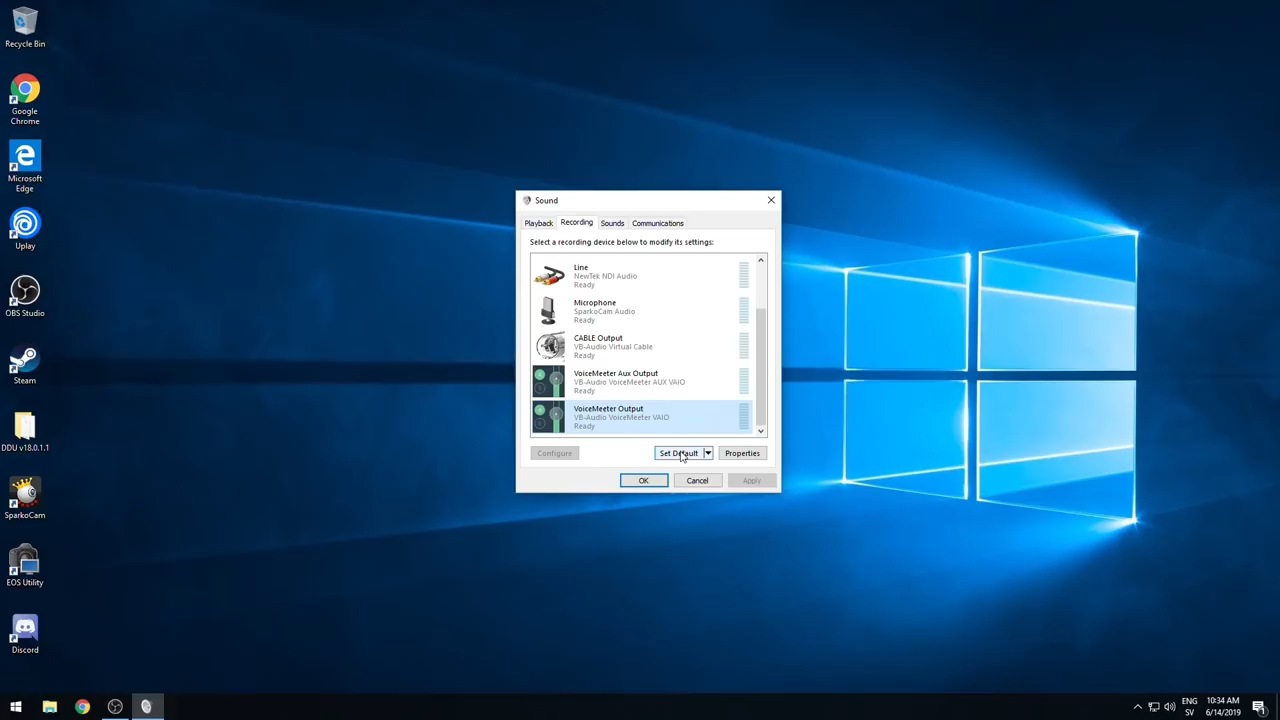 Recycle Bin
Google
Chrome
Microsoft
Edge
Uplay
OBS Studio
Steam
DDU v18.0.1.1
SparkoCam
EOS Utility
Discord
Sound
Playback Recording Sounds Communications
Select a recording device below to modify its settings:
Line
NewTek NDI Audio
Ready
Microphone
SparkoCam Audio
Ready
CABLE Output
VB-Audio Virtual Cable
Ready
VoiceMeeter Aux Output
VB-Audio VoiceMeeter AUX VAIO
Ready
VoiceMeeter Output
VB-Audio VoiceMeeter VAIO
Ready
Configure Set Default Properties
OK Cancel Apply
ENG 10:34 AM
SV 6/14/2019